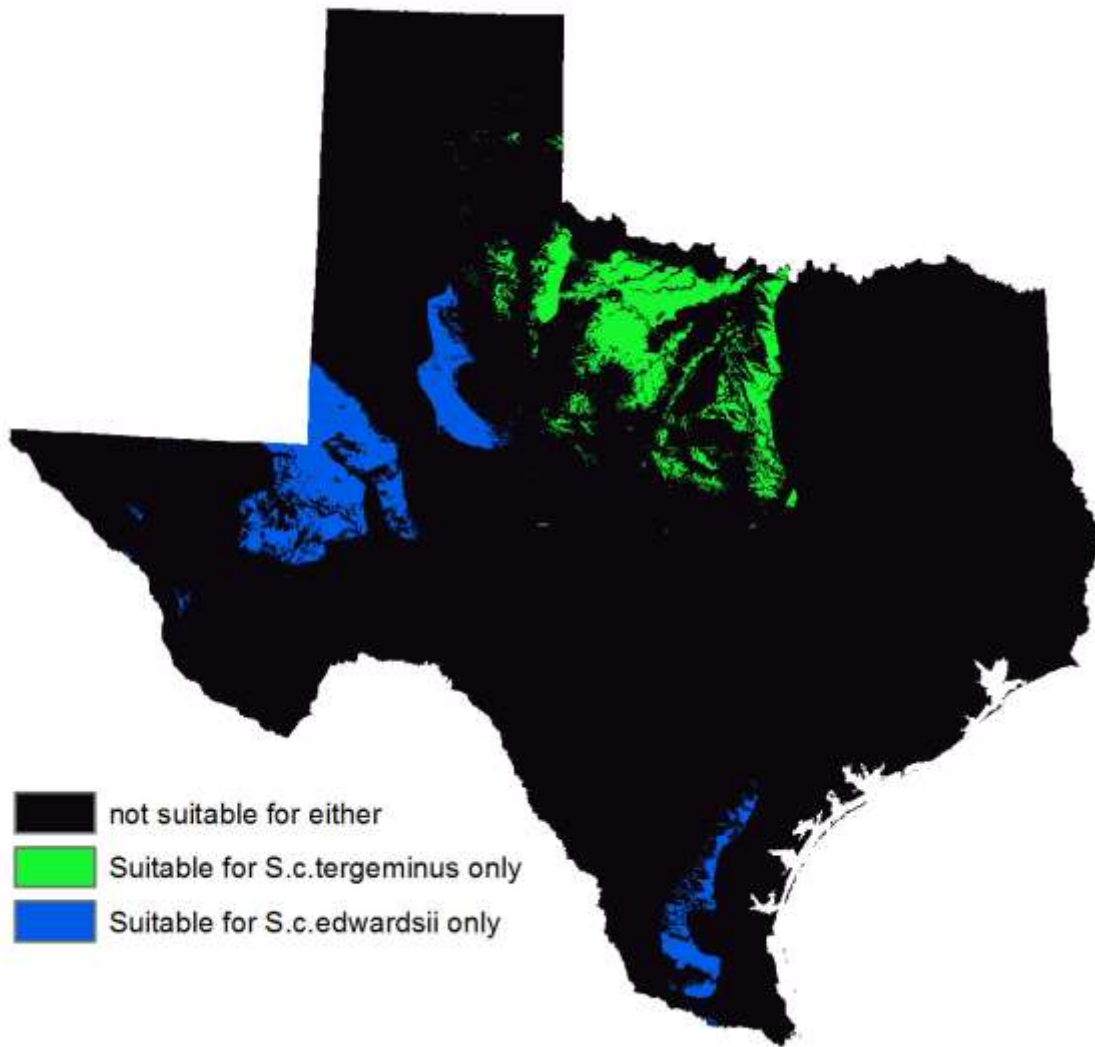 not suitable for either
Suitable for S.c.tergeminus only
Suitable for S.c.edwardsii only